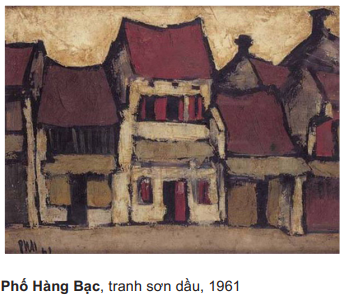 PHAI 61
Phố Hàng Bạc, tranh sơn dầu, 1961